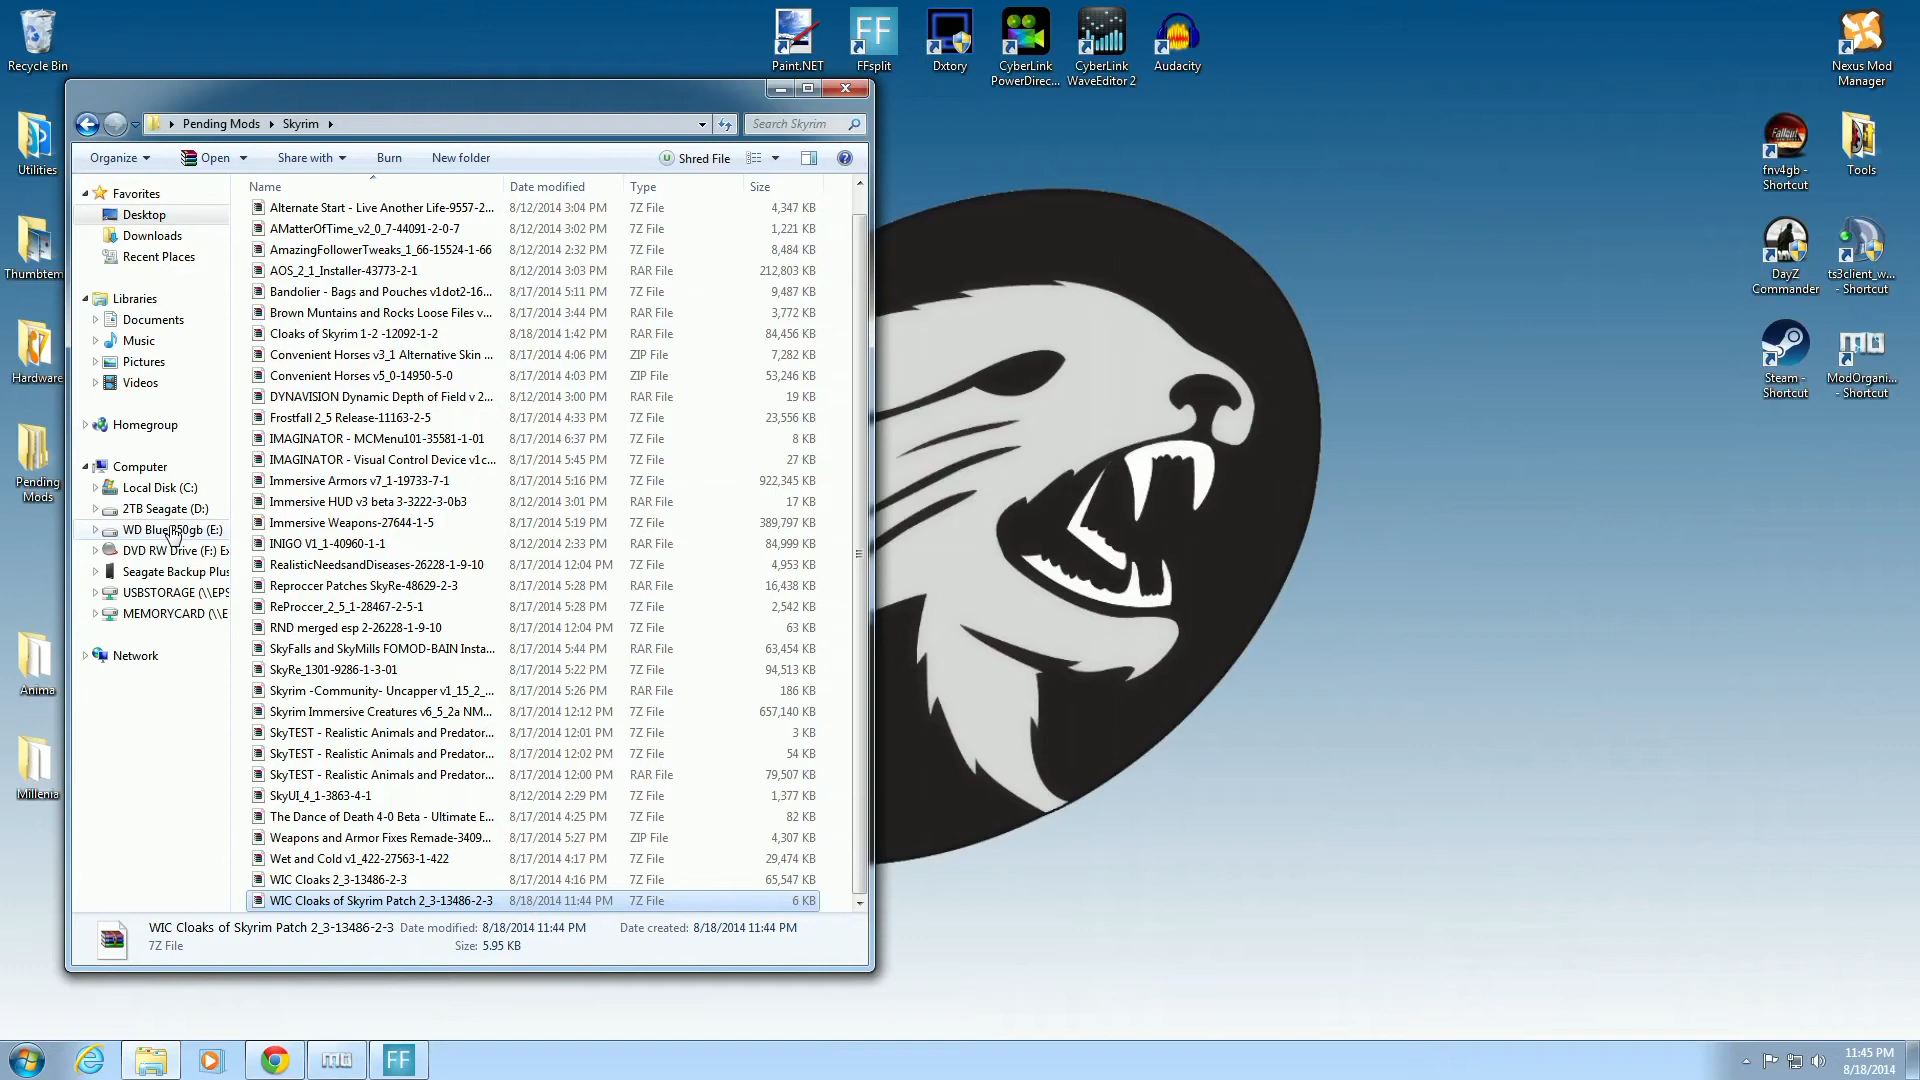 Recycle Bin
Paint.NET
FFsplit
Dxtory
CyberLink
PowerDirec...
CyberLink
WaveEditor 2
Audacity
Nexus Mod
Manager
Utilities
Thumbtem
Hardware
Pending
Mods
Anima
Millenia
fnv4gb -
Shortcut
Tools
DayZ
Commander
ts3client_w...
- Shortcut
Steam -
Shortcut
ModOrgani...
- Shortcut
Pending Mods
Skyrim
Search Skyrim
Organize
Open
Share with
Burn
New folder
Shred File
Favorites
Desktop
Downloads
Recent Places
Libraries
Documents
Music
Pictures
Videos
Homegroup
Computer
Local Disk (C:)
2TB Seagate (D:)
WD Blue 250gb (E:)
DVD RW Drive (F:) Ex
Seagate Backup Plus
USBSTORAGE (\\EPS
MEMORYCARD (\\E
Network
Name Date modified Type Size
Alternate Start - Live Another Life-9557-2... 8/12/2014 3:04 PM 7Z File 4,347 KB
AMatterOfTime_v2_0_7-44091-2-0-7 8/12/2014 3:02 PM 7Z File 1,221 KB
AmazingFollowerTweaks_1_66-15524-1-66 8/12/2014 2:32 PM 7Z File 8,484 KB
AOS_2_1_Installer-43773-2-1 8/12/2014 3:03 PM RAR File 212,803 KB
Bandolier - Bags and Pouches v1dot2-16... 8/17/2014 5:11 PM 7Z File 9,487 KB
Brown Muntains and Rocks Loose Files v... 8/17/2014 3:44 PM RAR File 3,772 KB
Cloaks of Skyrim 1-2 -12092-1-2 8/18/2014 1:42 PM RAR File 84,456 KB
Convenient Horses v3_1 Alternative Skin ... 8/17/2014 4:06 PM ZIP File 7,282 KB
Convenient Horses v5_0-14950-5-0 8/17/2014 4:03 PM ZIP File 53,246 KB
DYNAVISION Dynamic Depth of Field v 2... 8/12/2014 3:00 PM RAR File 19 KB
Frostfall 2_5 Release-11163-2-5 8/17/2014 4:33 PM 7Z File 23,556 KB
IMAGINATOR - MCMenu101-35581-1-01 8/17/2014 6:37 PM 7Z File 8 KB
IMAGINATOR - Visual Control Device v1c... 8/17/2014 5:45 PM 7Z File 27 KB
Immersive Armors v7_1-19733-7-1 8/17/2014 5:16 PM 7Z File 922,345 KB
Immersive HUD v3 beta 3-3222-3-0b3 8/12/2014 3:01 PM RAR File 17 KB
Immersive Weapons-27644-1-5 8/17/2014 5:19 PM 7Z File 389,797 KB
INIGO V1_1-40960-1-1 8/12/2014 2:33 PM RAR File 84,999 KB
RealisticNeedsandDiseases-26228-1-9-10 8/17/2014 12:04 PM 7Z File 4,953 KB
Reproccer Patches SkyRe-48629-2-3 8/17/2014 5:28 PM RAR File 16,438 KB
ReProccer_2_5_1-28467-2-5-1 8/17/2014 5:28 PM 7Z File 2,542 KB
RND merged esp 2-26228-1-9-10 8/17/2014 12:04 PM 7Z File 63 KB
SkyFalls and SkyMills FOMOD-BAIN Insta... 8/17/2014 5:44 PM RAR File 63,454 KB
SkyRe_1301-9286-1-3-01 8/17/2014 5:22 PM 7Z File 94,513 KB
Skyrim -Community- Uncapper v1_15_2_... 8/17/2014 5:26 PM RAR File 186 KB
Skyrim Immersive Creatures v6_5_2a NM... 8/17/2014 12:12 PM 7Z File 657,140 KB
SkyTEST - Realistic Animals and Predator... 8/17/2014 12:01 PM 7Z File 3 KB
SkyTEST - Realistic Animals and Predator... 8/17/2014 12:02 PM 7Z File 54 KB
SkyTEST - Realistic Animals and Predator... 8/17/2014 12:00 PM RAR File 79,507 KB
SkyUI_4_1-3863-4-1 8/12/2014 2:29 PM 7Z File 1,377 KB
The Dance of Death 4-0 Beta - Ultimate E... 8/17/2014 4:25 PM 7Z File 82 KB
Weapons and Armor Fixes Remade-3409... 8/17/2014 5:27 PM ZIP File 4,307 KB
Wet and Cold v1_422-27563-1-422 8/17/2014 4:17 PM 7Z File 29,474 KB
WIC Cloaks 2_3-13486-2-3 8/17/2014 4:16 PM 7Z File 65,547 KB
WIC Cloaks of Skyrim Patch 2_3-13486-2-3 8/18/2014 11:44 PM 7Z File 6 KB
WIC Cloaks of Skyrim Patch 2_3-13486-2-3 Date modified: 8/18/2014 11:44 PM Date created: 8/18/2014 11:44 PM
7Z File Size: 5.95 KB
FF
11:45 PM
8/18/2014